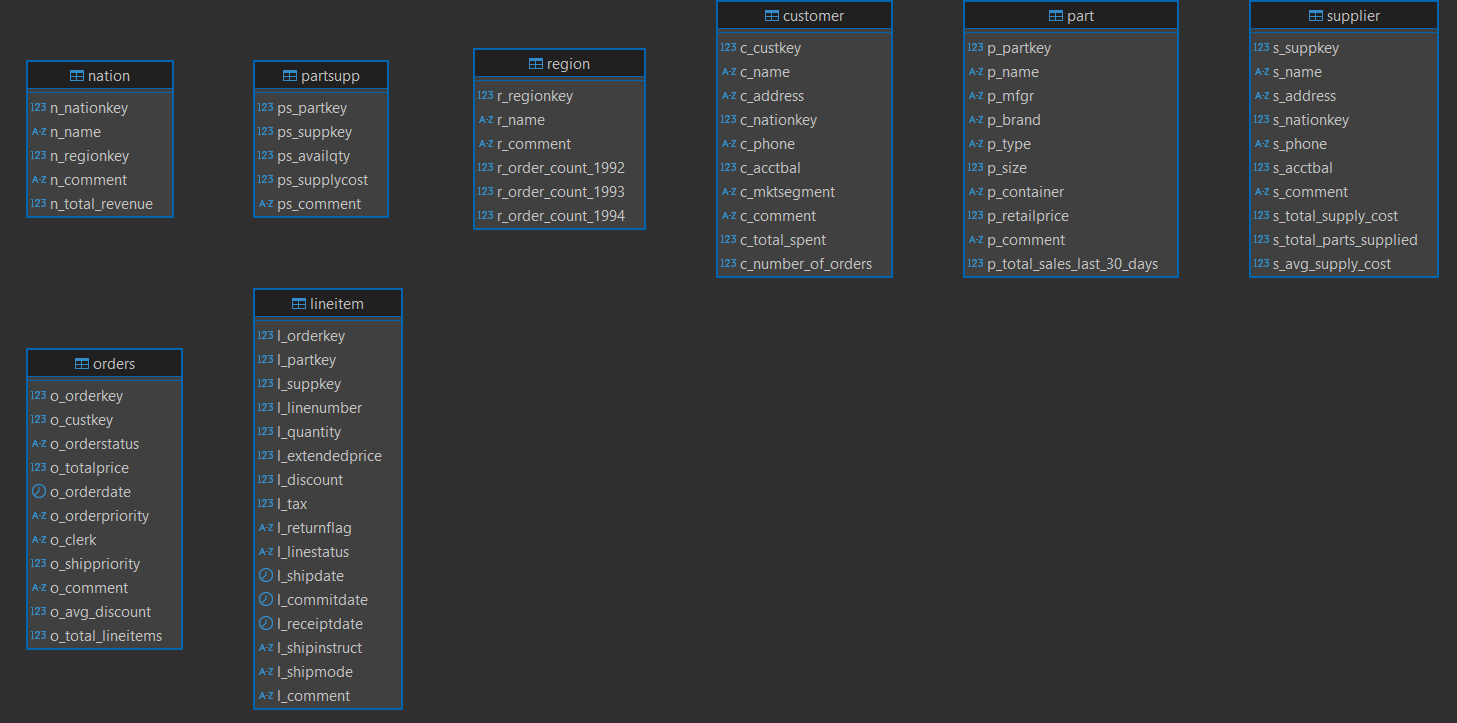 nation
123 n_nationkey
A-Z n_name
123 n_regionkey
A-Z n_comment
123 n_total_revenue
partsupp
123 ps_partkey
123 ps_suppkey
123 ps_availqty
123 ps_supplycost
A-Z ps_comment
region
123 r_regionkey
A-Z r_name
A-Z r_comment
123 r_order_count_1992
123 r_order_count_1993
123 r_order_count_1994
customer
123 c_custkey
A-Z c_name
A-Z c_address
123 c_nationkey
A-Z c_phone
123 c_acctbal
A-Z c_mktsegment
A-Z c_comment
123 c_total_spent
123 c_number_of_orders
part
123 p_partkey
A-Z p_name
A-Z p_mfgr
A-Z p_brand
A-Z p_type
123 p_size
A-Z p_container
123 p_retailprice
A-Z p_comment
123 p_total_sales_last_30_days
supplier
123 s_suppkey
A-Z s_name
A-Z s_address
123 s_nationkey
A-Z s_phone
123 s_acctbal
A-Z s_comment
123 s_total_supply_cost
123 s_total_parts_supplied
123 s_avg_supply_cost
orders
123 o_orderkey
123 o_custkey
A-Z o_orderstatus
123 o_totalprice
o_orderdate
A-Z o_orderpriority
A-Z o_clerk
123 o_shippriority
A-Z o_comment
123 o_avg_discount
123 o_total_lineitems
lineitem
123 l_orderkey
123 l_partkey
123 l_suppkey
123 l_linenumber
123 l_quantity
123 l_extendedprice
123 l_discount
123 l_tax
A-Z l_returnflag
A-Z l_linestatus
l_shipdate
l_commitdate
l_receiptdate
A-Z l_shipinstruct
A-Z l_shipmode
A-Z l_comment